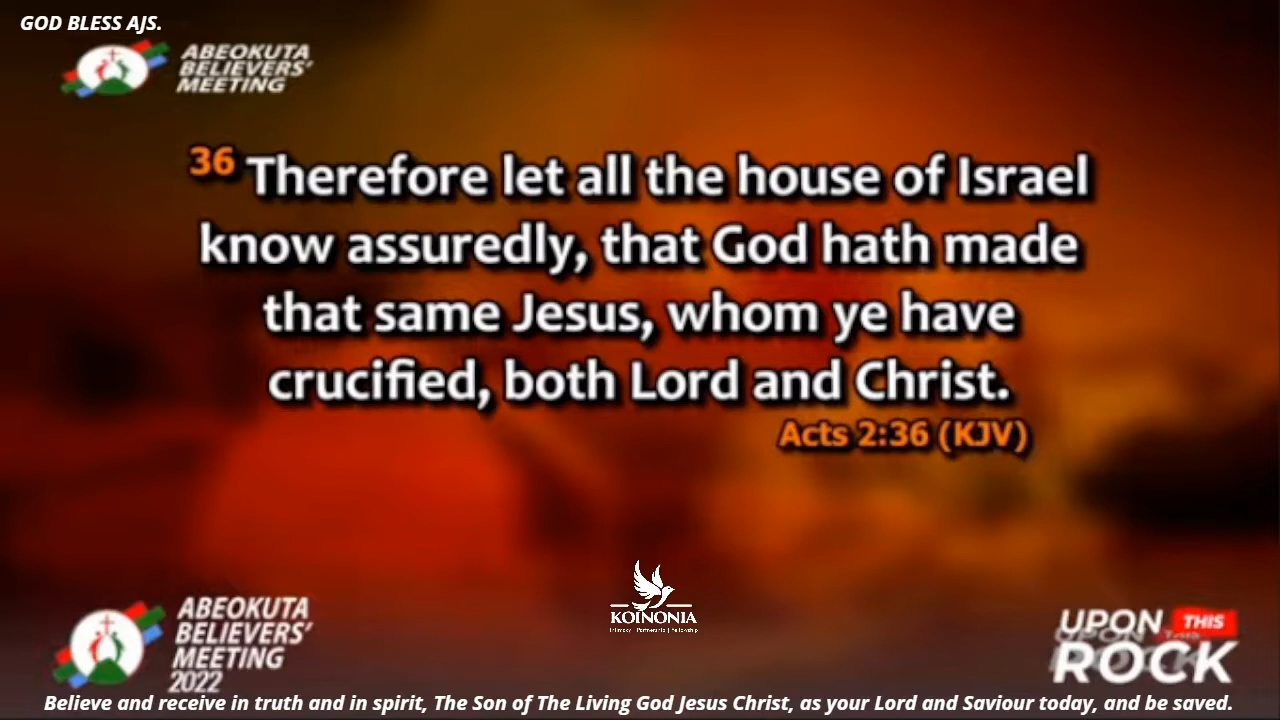 GOD BLESS AJS.
ABEOKUTA
BELIEVERS'
MEETING
36 Therefore let all the house of Israel
know assuredly, that God hath made
that same Jesus, whom ye have
crucified, both Lord and Christ.
Acts 2:36 (KJV)
KOINONIA
Intimacy | Partnership | Fellowship
ABEOKUTA
BELIEVERS'
MEETING
2022
UPON THIS
ROCK
Believe and receive in truth and in spirit, The Son of The Living God Jesus Christ, as your Lord and Saviour today, and be saved.